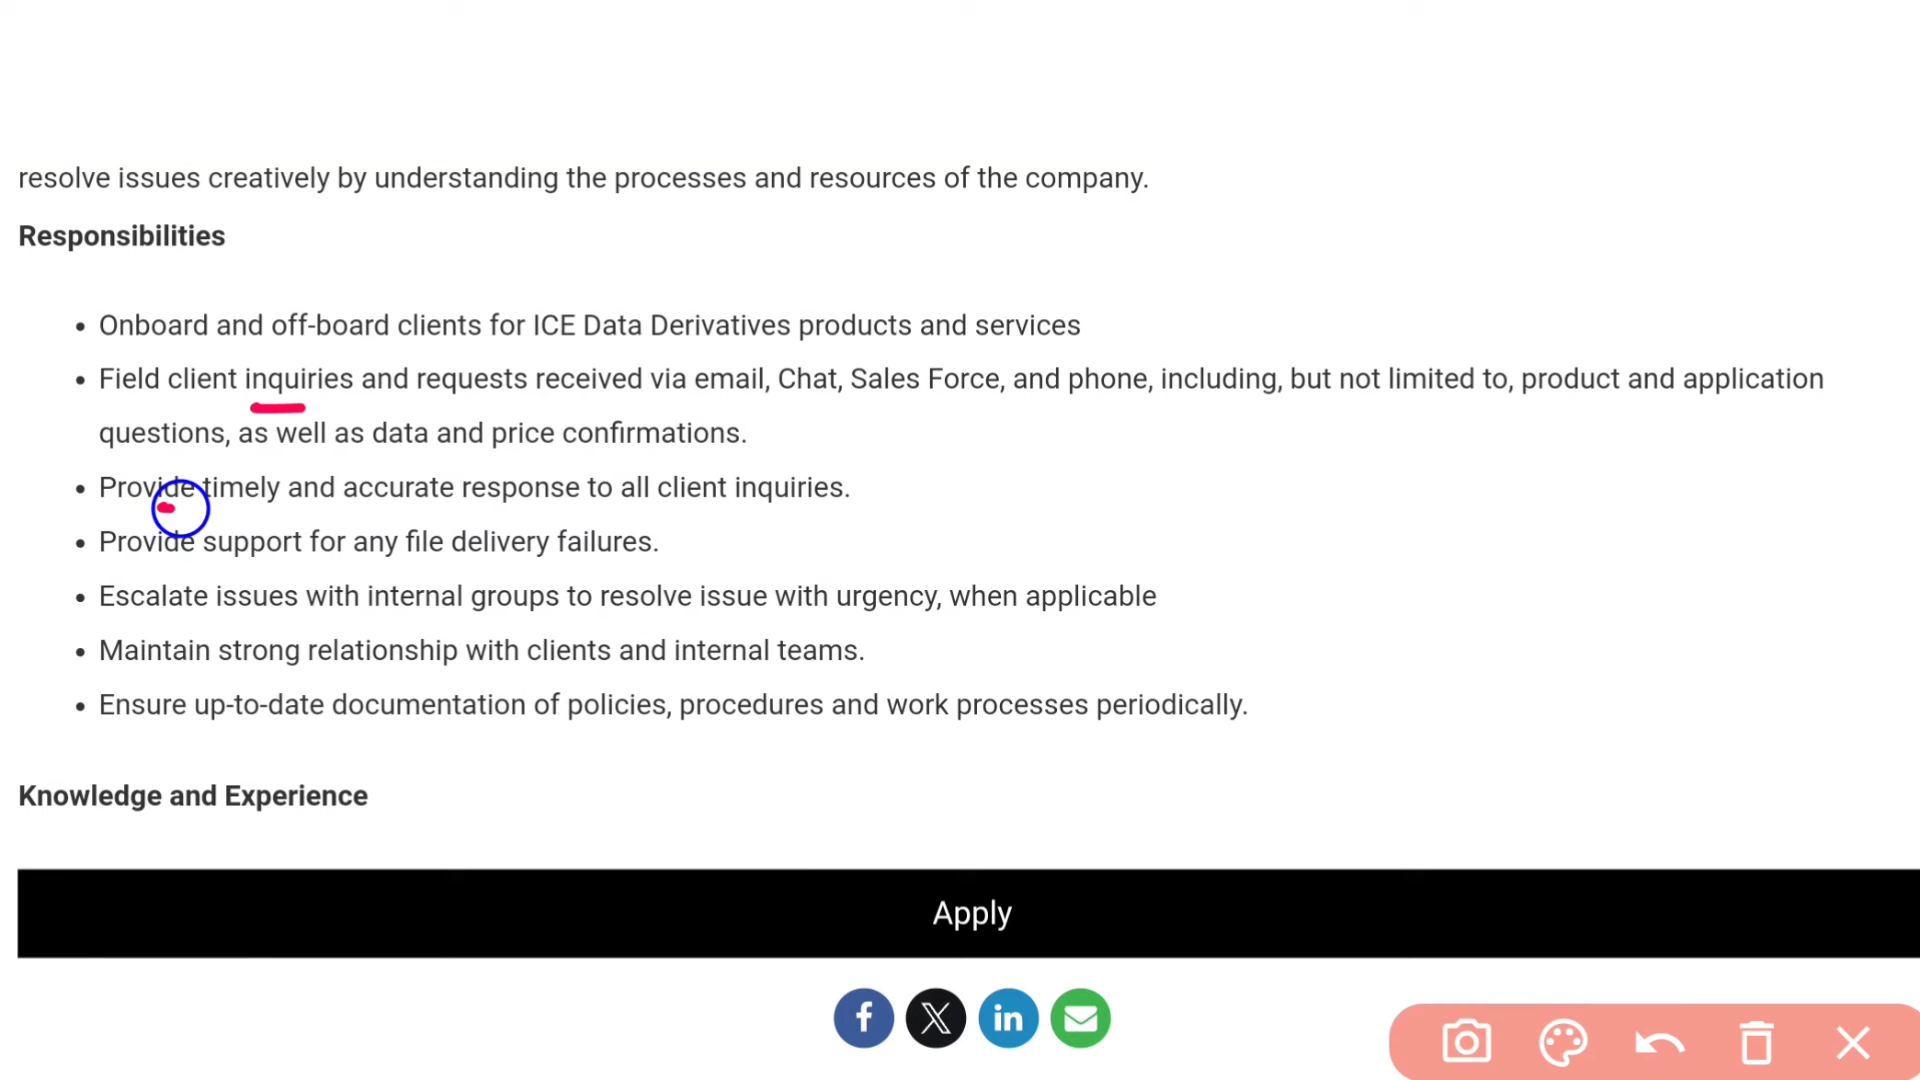 resolve issues creatively by understanding the processes and resources of the company.
Responsibilities
• Onboard and off-board clients for ICE Data Derivatives products and services
• Field client inquiries and requests received via email, Chat, Sales Force, and phone, including, but not limited to, product and application
questions, as well as data and price confirmations.
• Provide timely and accurate response to all client inquiries.
• Provide support for any file delivery failures.
• Escalate issues with internal groups to resolve issue with urgency, when applicable
• Maintain strong relationship with clients and internal teams.
• Ensure up-to-date documentation of policies, procedures and work processes periodically.
Knowledge and Experience
Apply